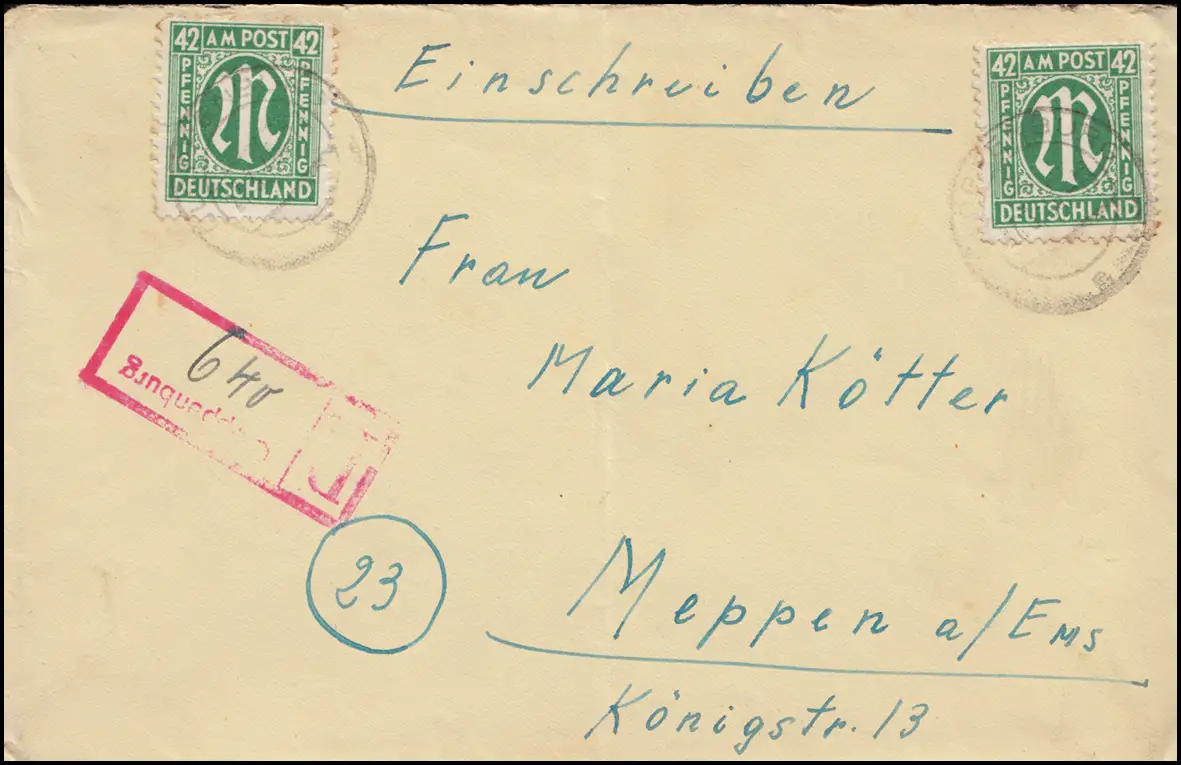 42 AM POST 42
PFENNIG PFENNIG
DEUTSCHLAND
Einschreiben
42 AM POST 42
PFENNIG PFENNIG
DEUTSCHLAND
Frau
Maria Kötter
640
Cappenburg
23
Meppen a/Ems
Königstr. 13